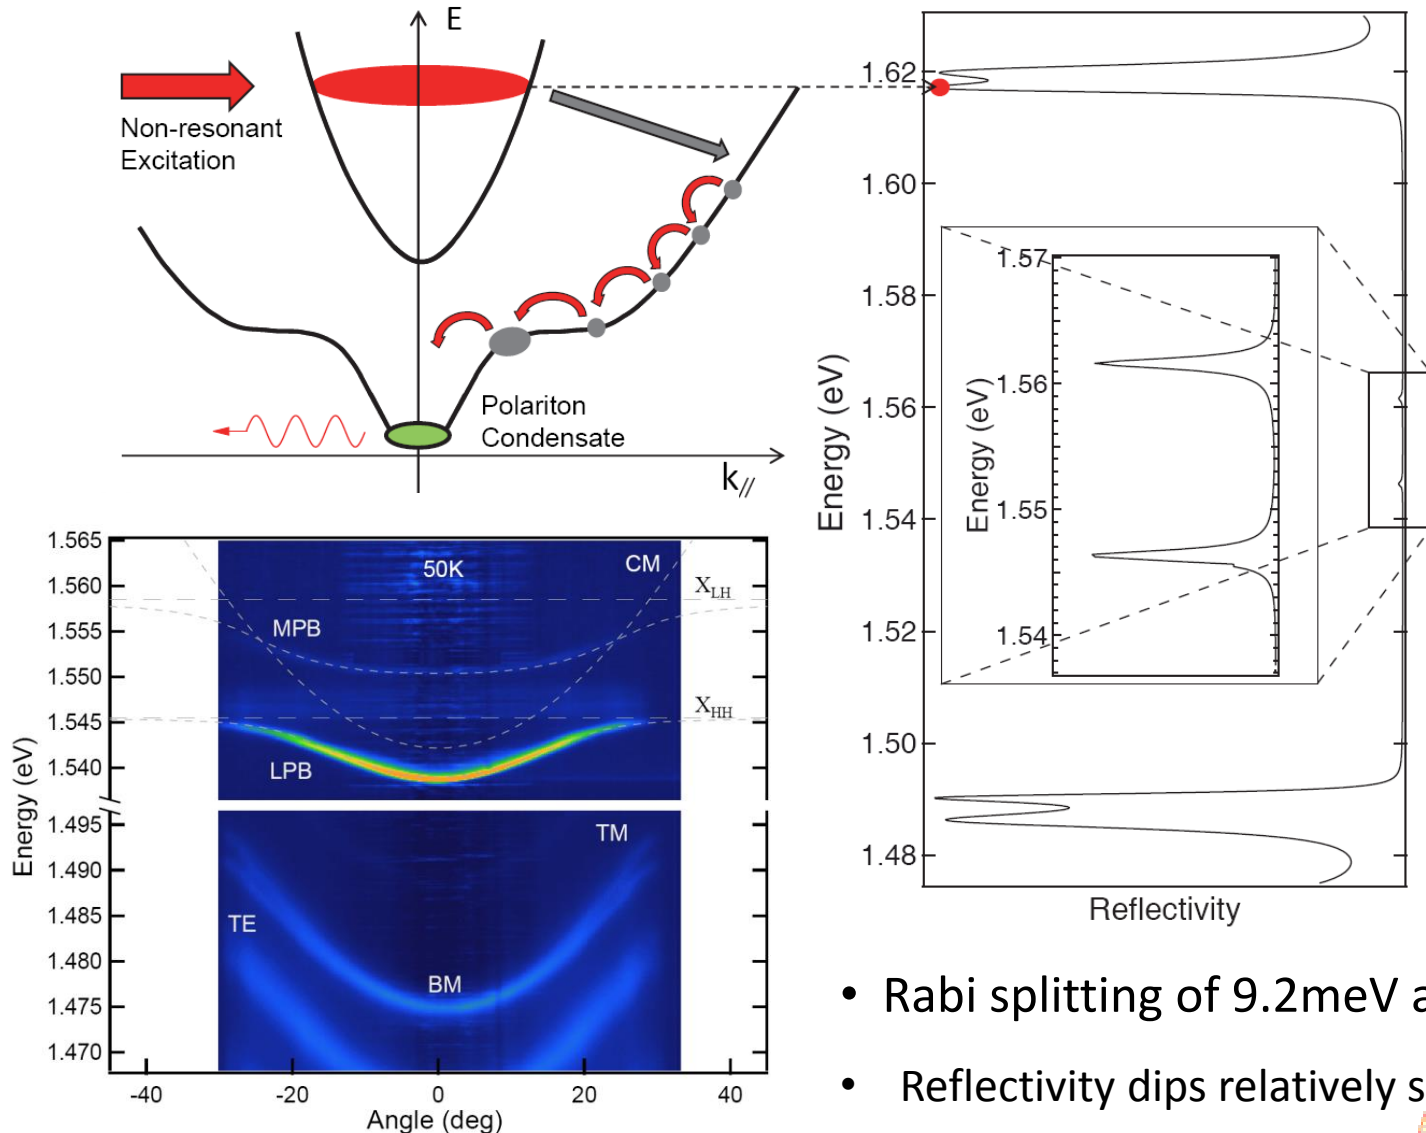 E
Non-resonant
Excitation
Polariton
Condensate
k//
1.565
1.560
1.555
1.550
1.545
1.540
1.495
1.490
1.485
1.480
1.475
1.470
Energy (eV)
50K
CM
XLH
MPB
XHH
LPB
TM
TE
BM
-40
-20
0
20
40
Angle (deg)
1.62
1.60
1.58
1.56
1.54
1.52
1.50
1.48
Energy (eV)
1.57
1.56
1.55
1.54
Energy (eV)
Reflectivity
• Rabi splitting of 9.2meV a
• Reflectivity dips relatively s